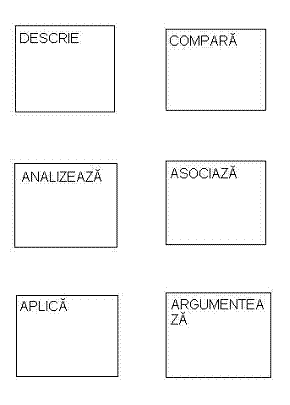 DESCRIE
COMPARĂ
ANALIZEAZĂ
ASOCIAZĂ
APLICĂ
ARGUMENTEA
ZĂ